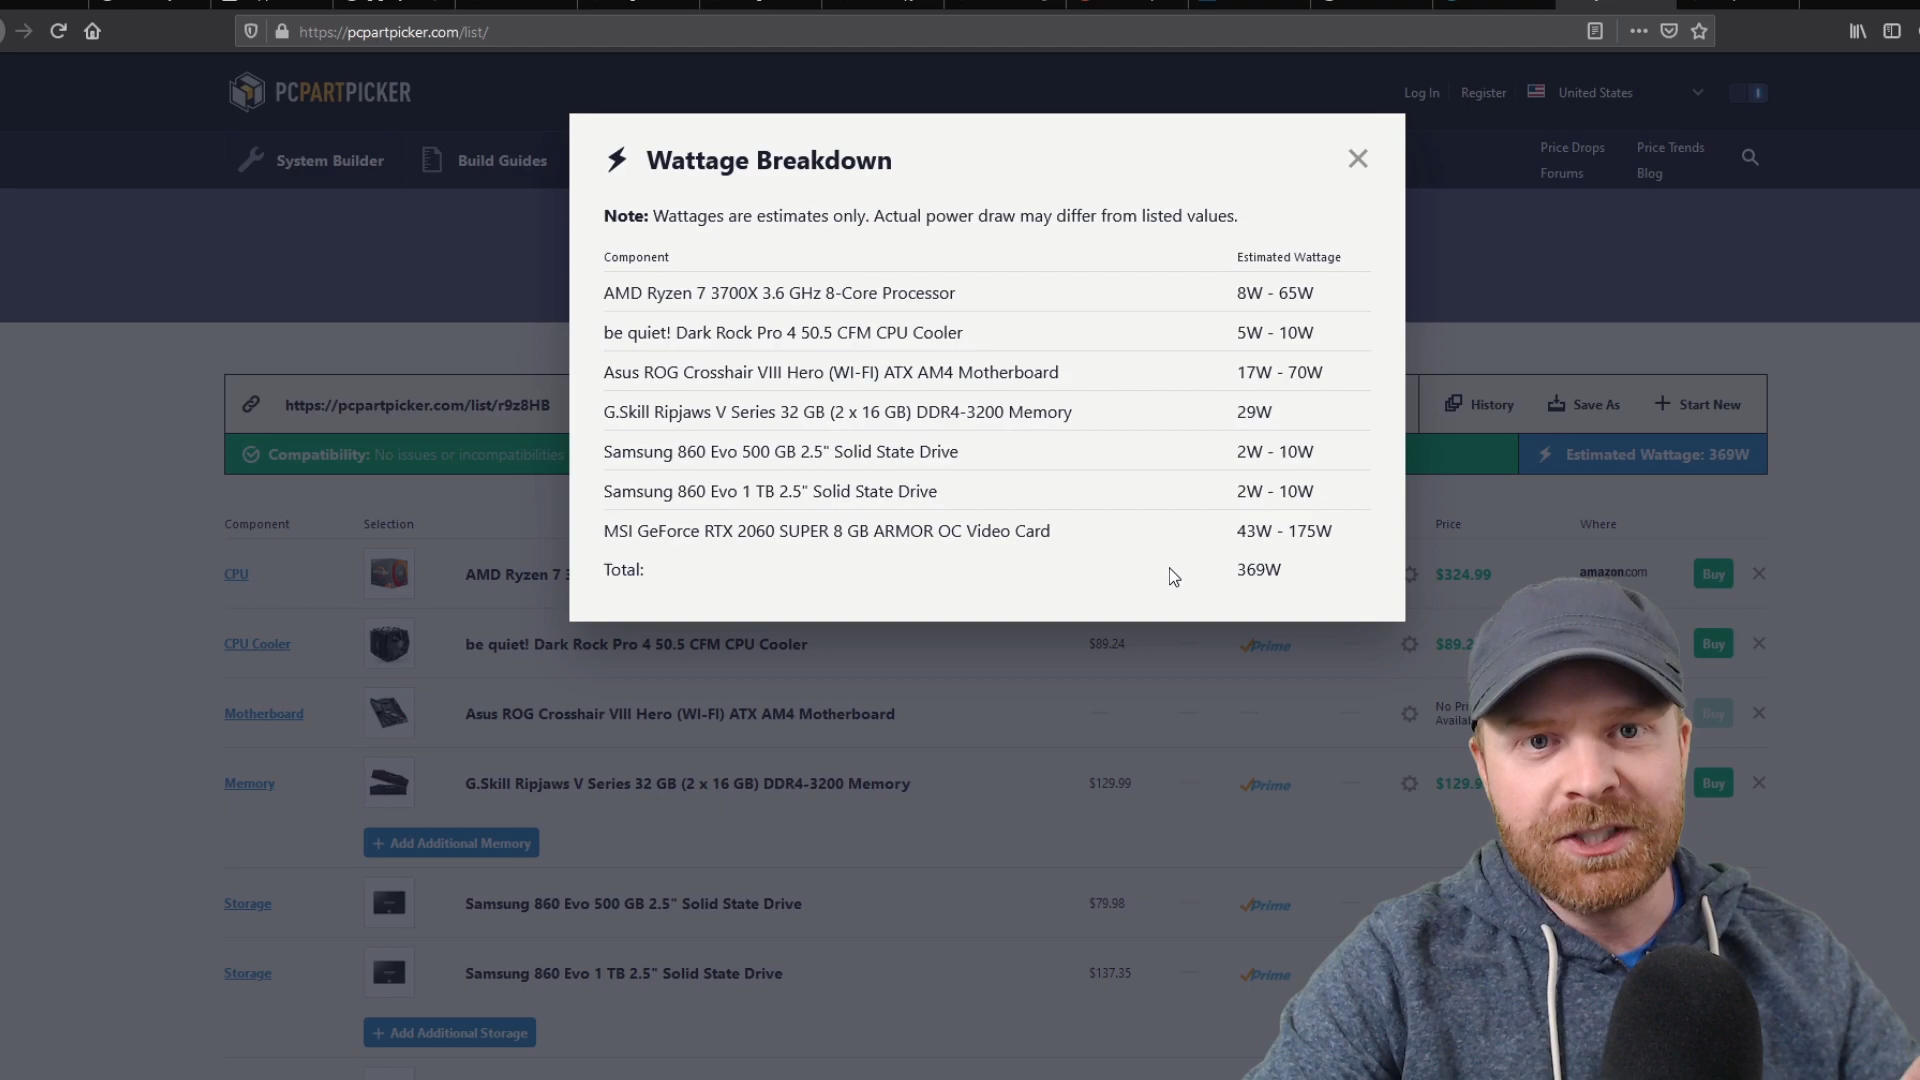 https://pcpartpicker.com/list/
PCPARTPICKER
Log In
Register
United States
System Builder
Build Guides
Price Drops
Price Trends
Forums
Blog
Wattage Breakdown
Note: Wattages are estimates only. Actual power draw may differ from listed values.
Component Estimated Wattage
AMD Ryzen 7 3700X 3.6 GHz 8-Core Processor 8W - 65W
be quiet! Dark Rock Pro 4 50.5 CFM CPU Cooler 5W - 10W
Asus ROG Crosshair VIII Hero (WI-FI) ATX AM4 Motherboard 17W - 70W
G.Skill Ripjaws V Series 32 GB (2 x 16 GB) DDR4-3200 Memory 29W
Samsung 860 Evo 500 GB 2.5" Solid State Drive 2W - 10W
Samsung 860 Evo 1 TB 2.5" Solid State Drive 2W - 10W
MSI GeForce RTX 2060 SUPER 8 GB ARMOR OC Video Card 43W - 175W
Total: 369W
https://pcpartpicker.com/list/r9z8HB
History
Save As
Start New
Compatibility: No issues or incompatibilities
Estimated Wattage: 369W
Component Selection Price Where
CPU AMD Ryzen 7 $324.99 amazon.com Buy
CPU Cooler be quiet! Dark Rock Pro 4 50.5 CFM CPU Cooler $89.24 Prime $89.2 Buy
Motherboard Asus ROG Crosshair VIII Hero (WI-FI) ATX AM4 Motherboard No Buy
Memory G.Skill Ripjaws V Series 32 GB (2 x 16 GB) DDR4-3200 Memory $129.99 Prime $129.9 Buy
+ Add Additional Memory
Storage Samsung 860 Evo 500 GB 2.5" Solid State Drive $79.98 Prime
Storage Samsung 860 Evo 1 TB 2.5" Solid State Drive $137.35 Prime
+ Add Additional Storage